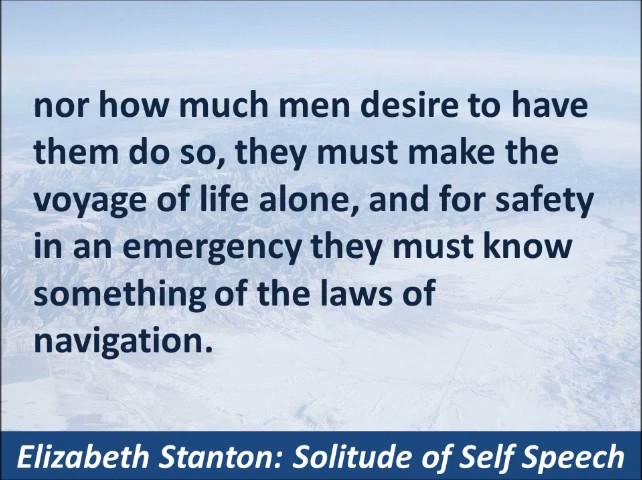 nor how much men desire to have
them do so, they must make the
voyage of life alone, and for safety
in an emergency they must know
something of the laws of
navigation.
Elizabeth Stanton: Solitude of Self Speech